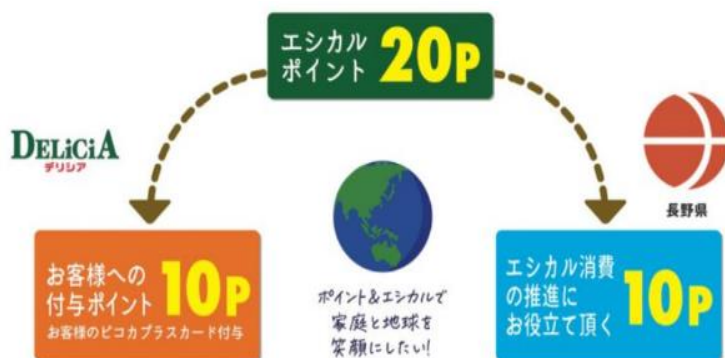 エシカル
ポイント 20P
DELiCiA
デリシア
長野県
お客様への
付与ポイント 10P
お客様のピコカプラスカード付与
ポイント&エシカルで
家庭と地球を
笑顔にしたい!
エシカル消費
の推進に
お役立て頂く 10P